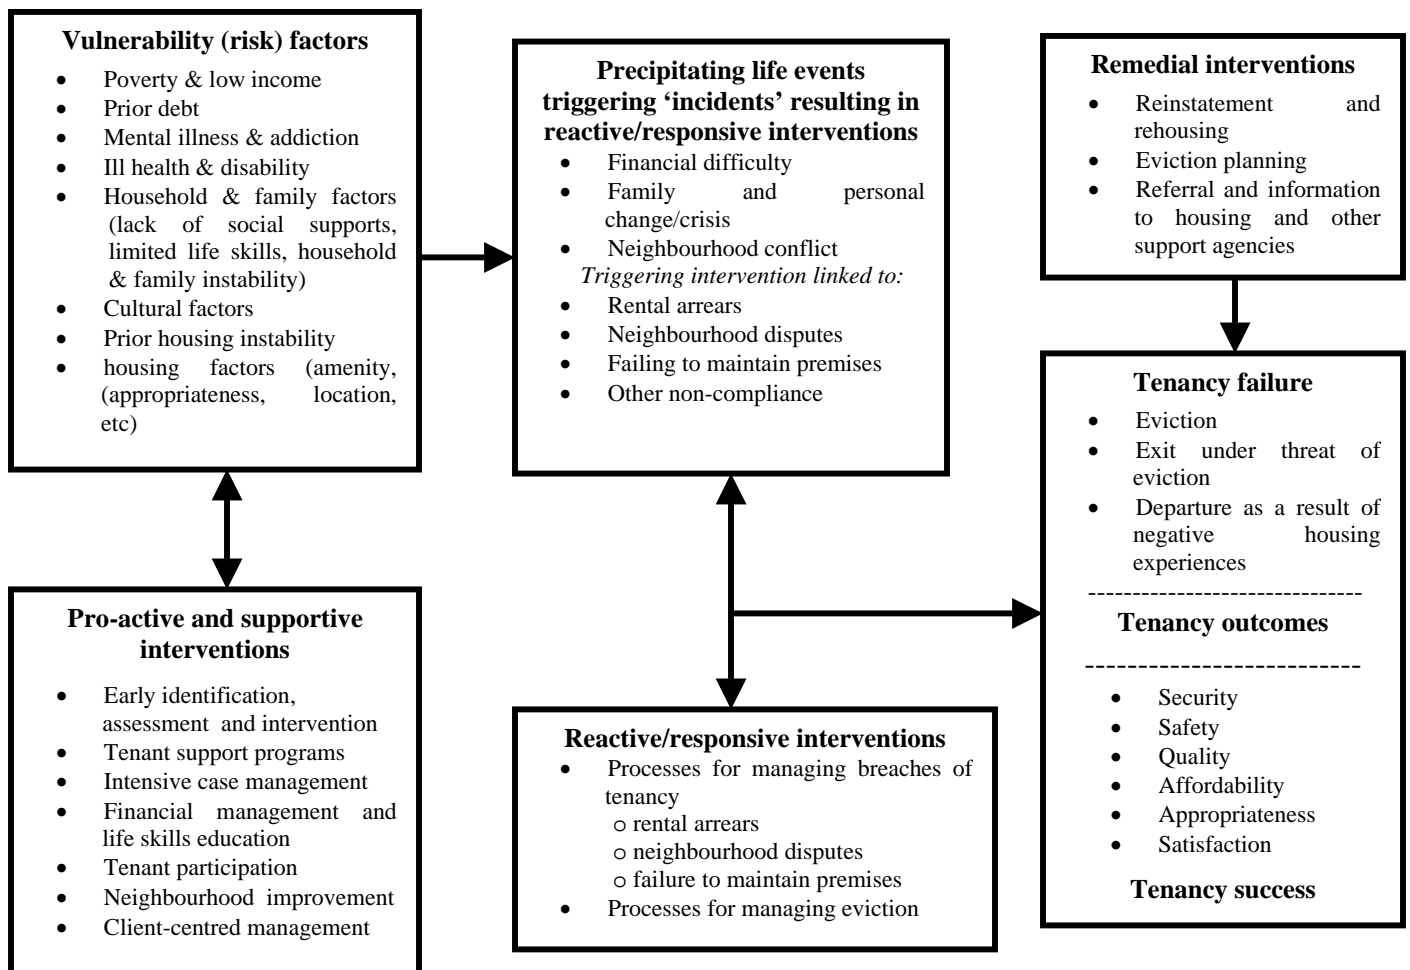 Vulnerability (risk) factors
• Poverty & low income
• Prior debt
• Mental illness & addiction
• Ill health & disability
• Household & family factors
(lack of social supports,
limited life skills, household
& family instability)
• Cultural factors
• Prior housing instability
• housing factors (amenity,
(appropriateness, location,
etc)
Pro-active and supportive
interventions
• Early identification,
assessment and intervention
• Tenant support programs
• Intensive case management
• Financial management and
life skills education
• Tenant participation
• Neighbourhood improvement
• Client-centred management
Precipitating life events
triggering ‘incidents’ resulting in
reactive/responsive interventions
• Financial difficulty
• Family and personal
change/crisis
• Neighbourhood conflict
Triggering intervention linked to:
• Rental arrears
• Neighbourhood disputes
• Failing to maintain premises
• Other non-compliance
Reactive/responsive interventions
• Processes for managing breaches of
tenancy
o rental arrears
o neighbourhood disputes
o failure to maintain premises
• Processes for managing eviction
Remedial interventions
• Reinstatement and
rehousing
• Eviction planning
• Referral and information
to housing and other
support agencies
Tenancy failure
• Eviction
• Exit under threat of
eviction
• Departure as a result of
negative housing
experiences
-------------------------------
Tenancy outcomes
--------------------------
• Security
• Safety
• Quality
• Affordability
• Appropriateness
• Satisfaction
Tenancy success